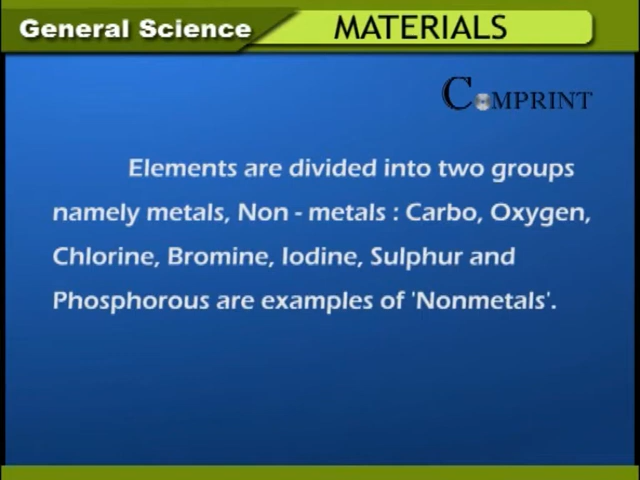 General Science
MATERIALS
COMPRINT
Elements are divided into two groups
namely metals, Non - metals : Carbo, Oxygen,
Chlorine, Bromine, Iodine, Sulphur and
Phosphorous are examples of 'Nonmetals'.